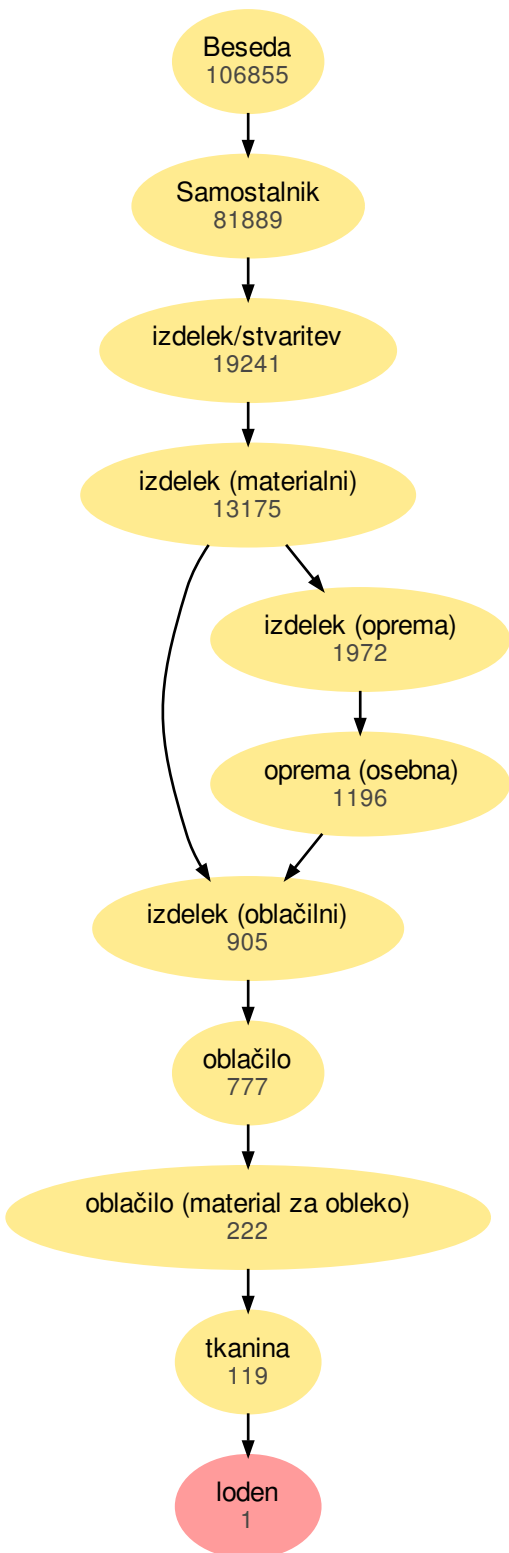 Beseda
106855
Samostalnik
81889
izdelek/stvaritev
19241
izdelek (materialni)
13175
izdelek (oprema)
1972
oprema (osebna)
1196
izdelek (oblačilni)
905
oblačilo
777
oblačilo (material za obleko)
222
tkanina
119
loden
1